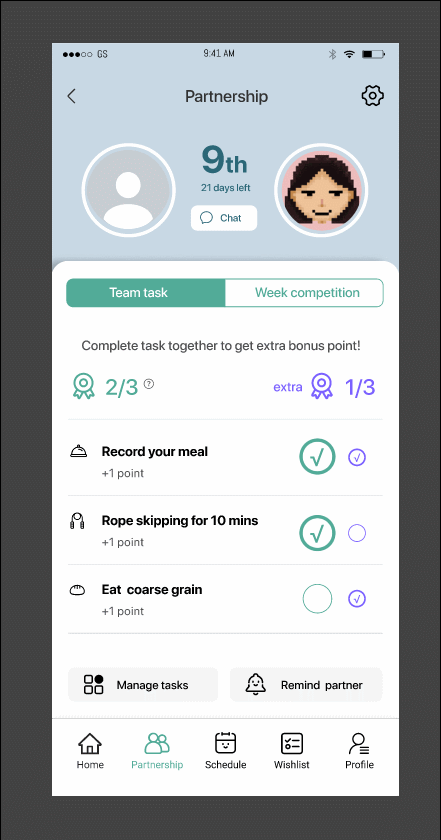 GS 9:41 AM
Partnership
9th
21 days left
Chat
Team task Week competition
Complete task together to get extra bonus point!
2/3 ? extra 1/3
Record your meal
+1 point
Rope skipping for 10 mins
+1 point
Eat coarse grain
+1 point
Manage tasks Remind partner
Home Partnership Schedule Wishlist Profile